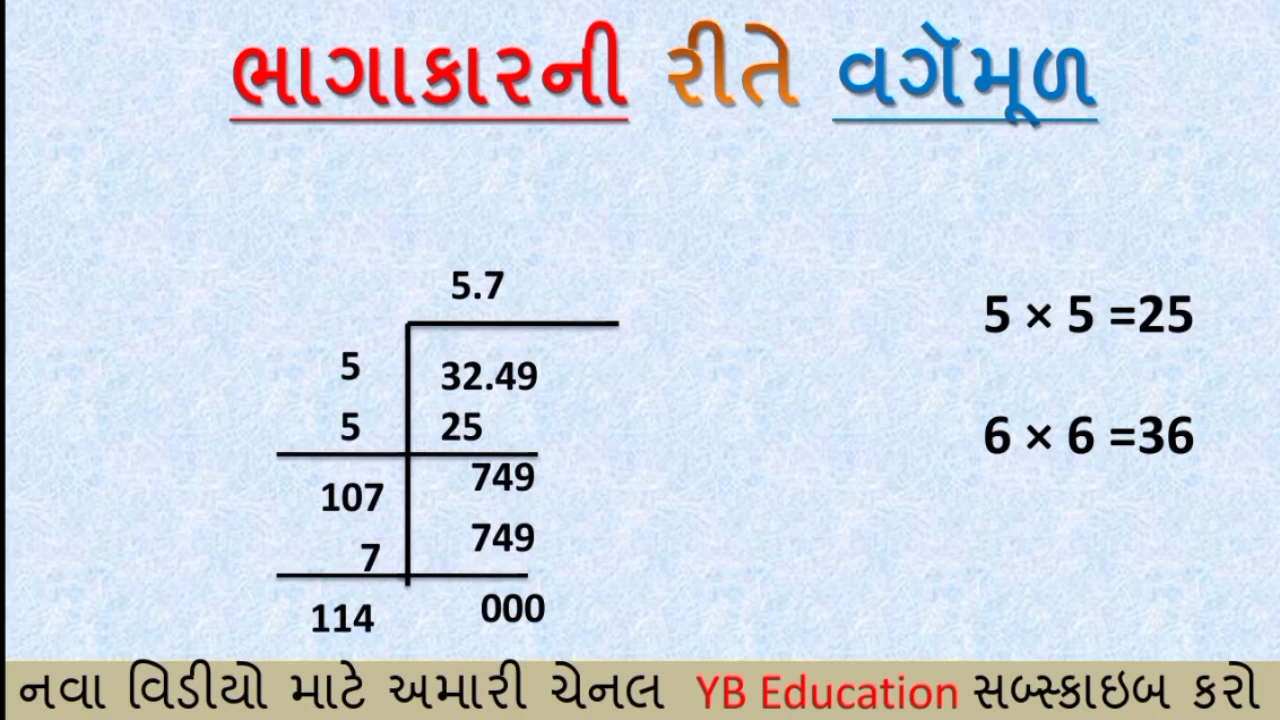 ભાગાકારની રીતે વર્ગમૂળ
5.7
5 32.49
5 25
107 749
7 749
114 000
5 × 5 =25
6 × 6 =36
નવા વિડીયો માટે અમારી ચેનલ YB Education સબ્સ્ક્રાઇબ કરો